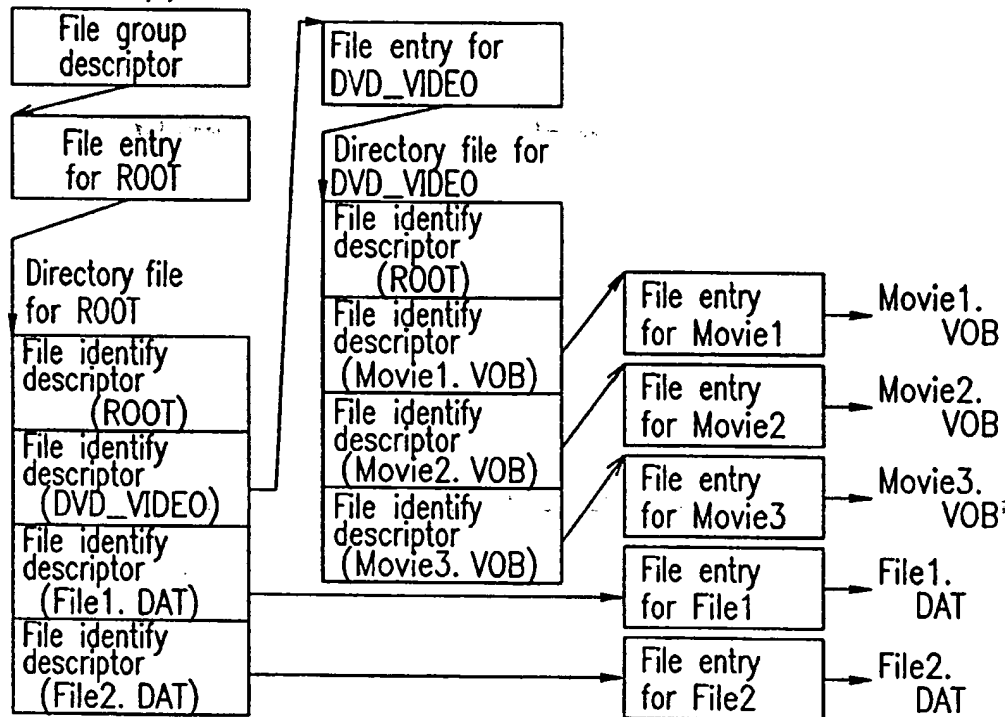 File group
descriptor
File entry
for ROOT
Directory file
for ROOT
File identify
descriptor
(ROOT)
File identify
descriptor
(DVD_VIDEO)
File identify
descriptor
(File1. DAT)
File identify
descriptor
(File2. DAT)
File entry for
DVD_VIDEO
Directory file for
DVD_VIDEO
File identify
descriptor
(ROOT)
File identify
descriptor
(Movie1. VOB)
File identify
descriptor
(Movie2. VOB)
File identify
descriptor
(Movie3. VOB)
File entry
for Movie1
Movie1.
VOB
File entry
for Movie2
Movie2.
VOB
File entry
for Movie3
Movie3.
VOB
File entry
for File1
File1.
DAT
File entry
for File2
File2.
DAT